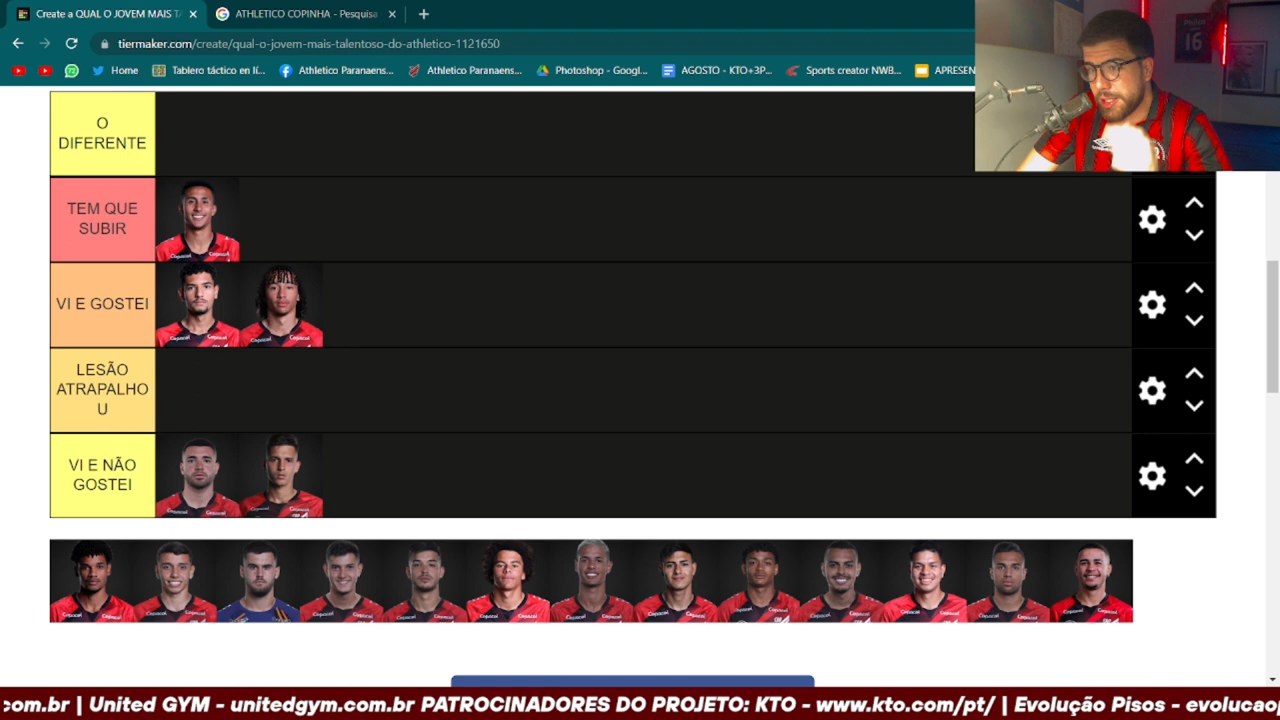 Create a QUAL O JOVEM MAIS T
ATHLETICO COPINHA - Pesquisa
tiermaker.com/create/qual-o-jovem-mais-talentoso-do-athletico-1121650
Home
Tablero táctico en lí...
Athletico Paranaens...
Athletico Paranaens...
Photoshop - Googl...
AGOSTO - KTO+3P...
Sports creator NWB...
APRESEN
16
O
DIFERENTE
TEM QUE
SUBIR
VI E GOSTEI
LESÃO
ATRAPALHO
U
VI E NÃO
GOSTEI
com.br | United GYM - unitedgym.com.br PATROCINADORES DO PROJETO: KTO - www.kto.com/pt/ | Evolução Pisos - evolucao